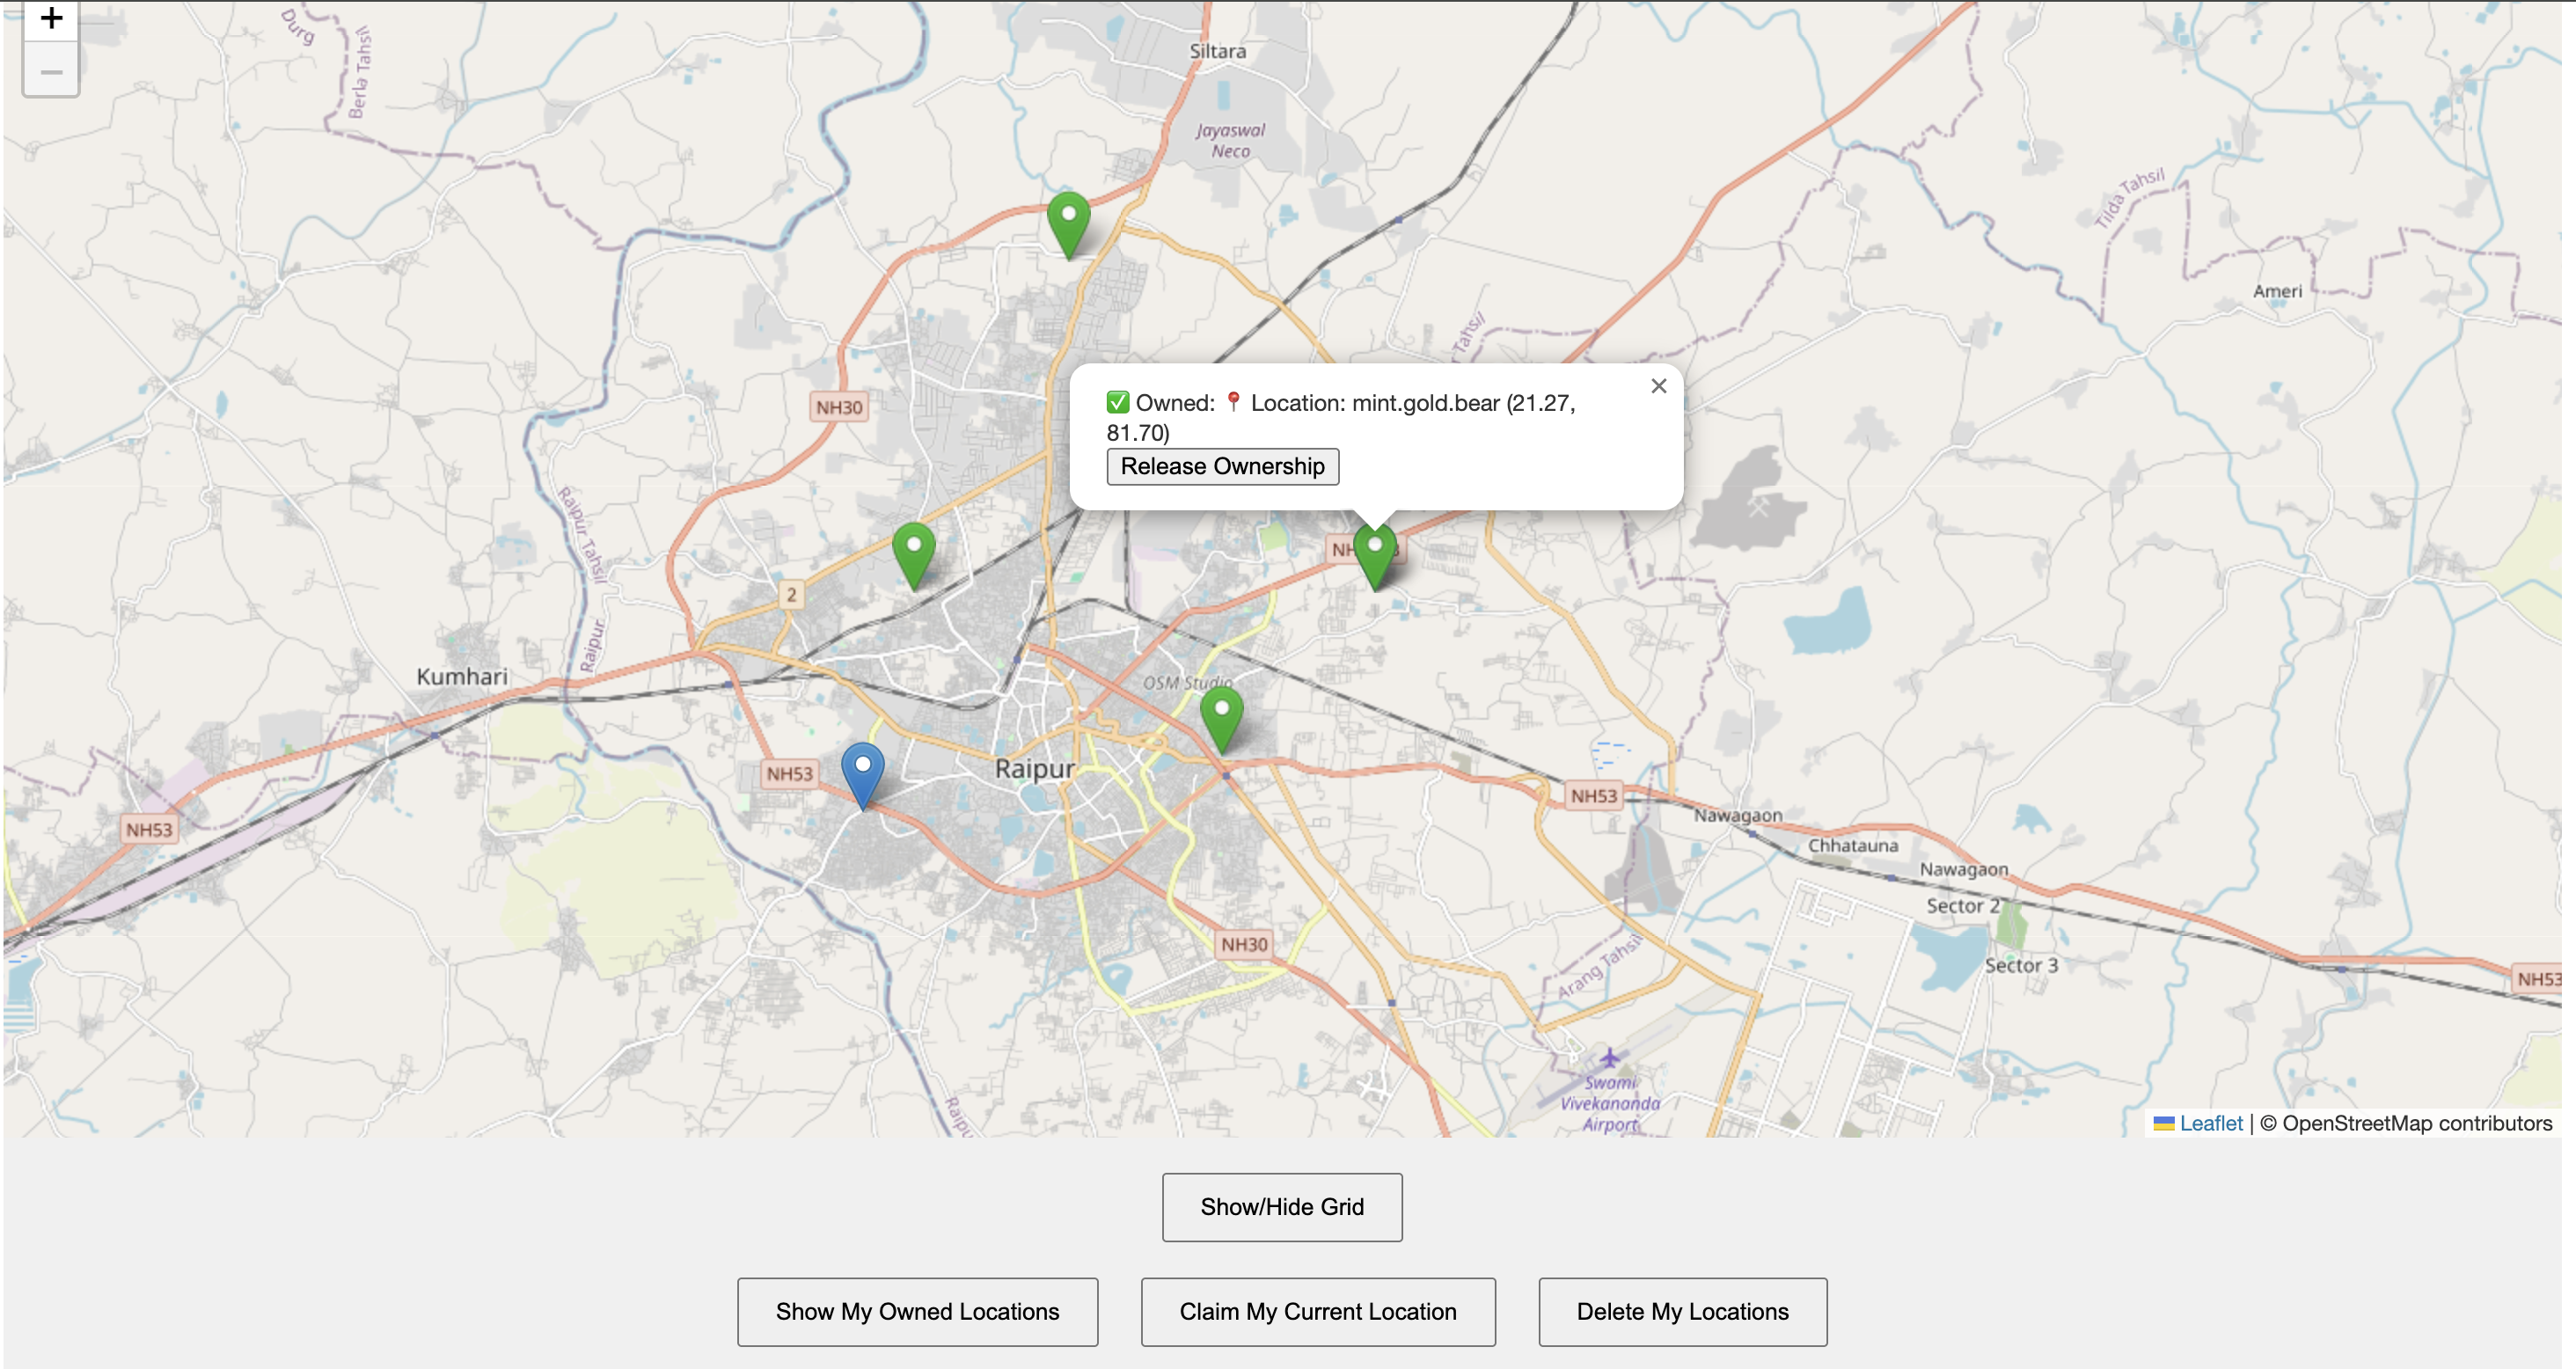 +
−
Durg
Berla Tahsil
Siltara
Jayaswal
Neco
Tilda Tahsil
Ameri
Tahsil
NH30
✅ Owned: 📍 Location: mint.gold.bear (21.27,
81.70)
×
Release Ownership
Raipur Tahsil
Raipur
2
Kumhari
OSM Studio
NH53
NH53
Raipur
NH53
Nawagaon
Chhatauna
Nawagaon
Sector 2
Sector 3
NH53
NH30
Arang Tahsil
Swami
Vivekananda
Airport
Leaflet | © OpenStreetMap contributors
Show/Hide Grid
Show My Owned Locations
Claim My Current Location
Delete My Locations